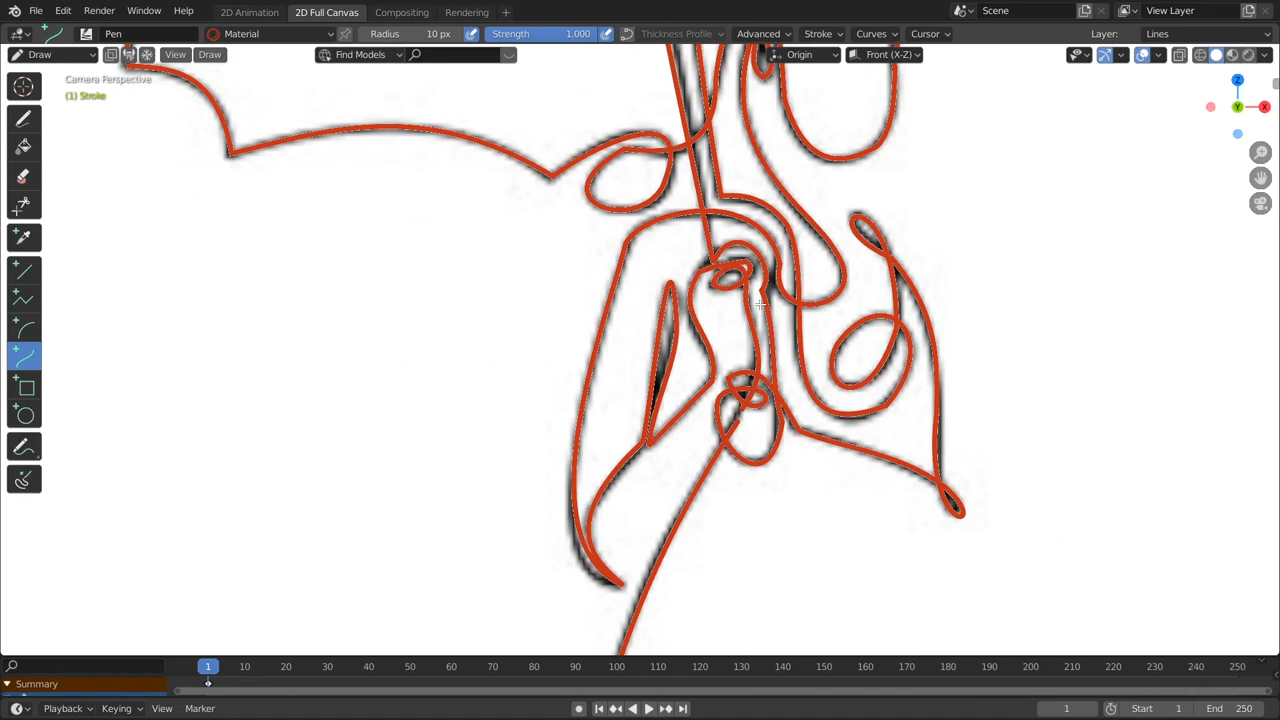 File Edit Render Window Help 2D Animation 2D Full Canvas Compositing Rendering + Scene View Layer
Pen Material Radius 10 px Strength 1.000 Thickness Profile Advanced Stroke Curves Cursor Layer: Lines
Draw View Draw Find Models Origin Front (X-Z)
Camera Perspective
(1) Stroke
Z
Y
X
1 10 20 30 40 50 60 70 80 90 100 110 120 130 140 150 160 170 180 190 200 210 220 230 240 250
Summary
Playback Keying View Marker 1 Start 1 End 250